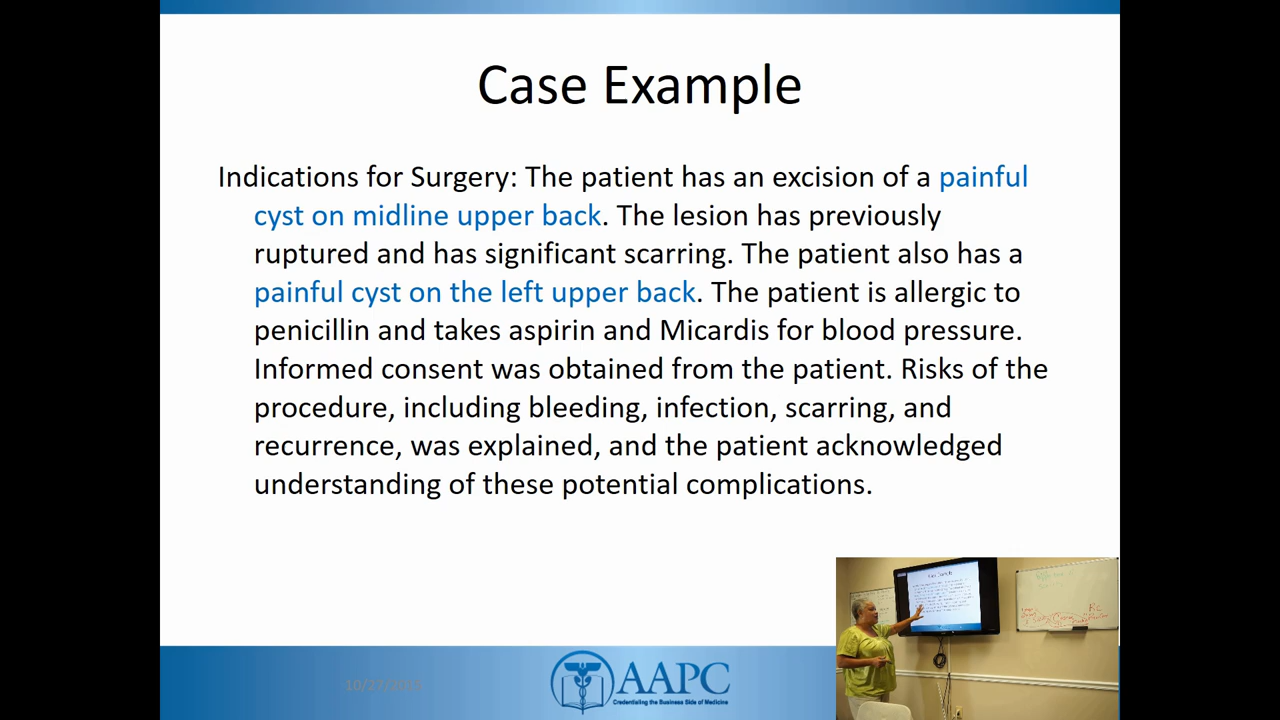 Case Example
Indications for Surgery: The patient has an excision of a painful
cyst on midline upper back. The lesion has previously
ruptured and has significant scarring. The patient also has a
painful cyst on the left upper back. The patient is allergic to
penicillin and takes aspirin and Micardis for blood pressure.
Informed consent was obtained from the patient. Risks of the
procedure, including bleeding, infection, scarring, and
recurrence, was explained, and the patient acknowledged
understanding of these potential complications.
AAPC
Credentialing the Business Side of Medicine